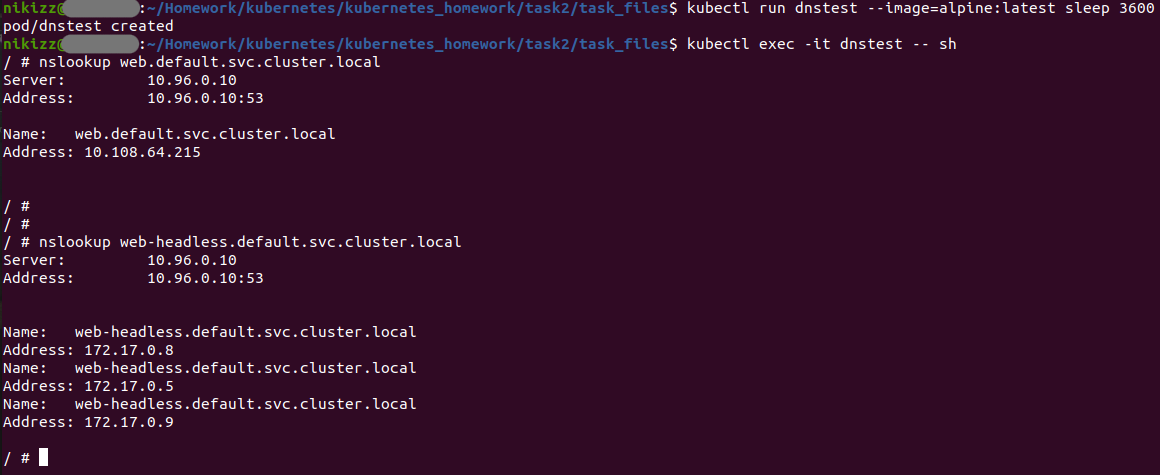 nikizz@ :~/Homework/kubernetes/kubernetes_homework/task2/task_files$ kubectl run dnstest --image=alpine:latest sleep 3600
pod/dnstest created
nikizz@ :~/Homework/kubernetes/kubernetes_homework/task2/task_files$ kubectl exec -it dnstest -- sh
/ # nslookup web.default.svc.cluster.local
Server:         10.96.0.10
Address:        10.96.0.10:53
Name:   web.default.svc.cluster.local
Address: 10.108.64.215
/ #
/ #
/ # nslookup web-headless.default.svc.cluster.local
Server:         10.96.0.10
Address:        10.96.0.10:53
Name:   web-headless.default.svc.cluster.local
Address: 172.17.0.8
Name:   web-headless.default.svc.cluster.local
Address: 172.17.0.5
Name:   web-headless.default.svc.cluster.local
Address: 172.17.0.9
/ #